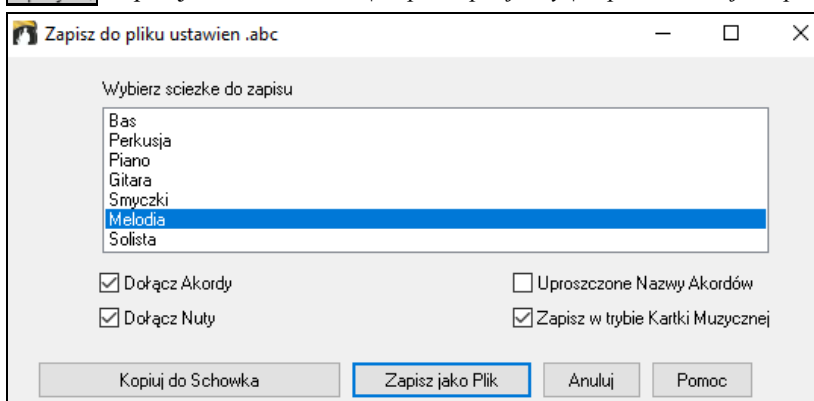 Zapisz do pliku ustawien .abc
Wybierz sciezke do zapisu
Bas
Perkusja
Piano
Gitara
Smyczki
Melodia
Solista
Dołącz Akordy
Uproszczone Nazwy Akordów
Dołącz Nuty
Zapisz w trybie Kartki Muzycznej
Kopiuj do Schowka
Zapisz jako Plik
Anuluj
Pomoc